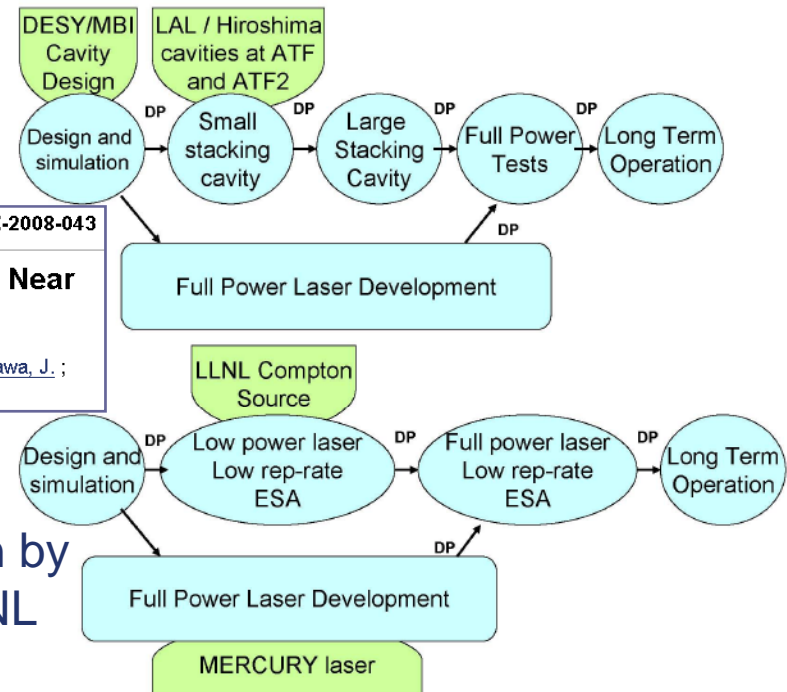 DESY/MBI
Cavity
Design
LAL / Hiroshima
cavities at ATF
and ATF2
Design and
simulation
DP
Small
stacking
cavity
DP
Large
Stacking
Cavity
DP
Full Power
Tests
DP
Long Term
Operation
-2008-043
Near
awa, J. ;
DP
Full Power Laser Development
LLNL Compton
Source
Design and
simulation
DP
Low power laser
Low rep-rate
ESA
DP
Full power laser
Low rep-rate
ESA
DP
Long Term
Operation
by
NL
DP
Full Power Laser Development
MERCURY laser